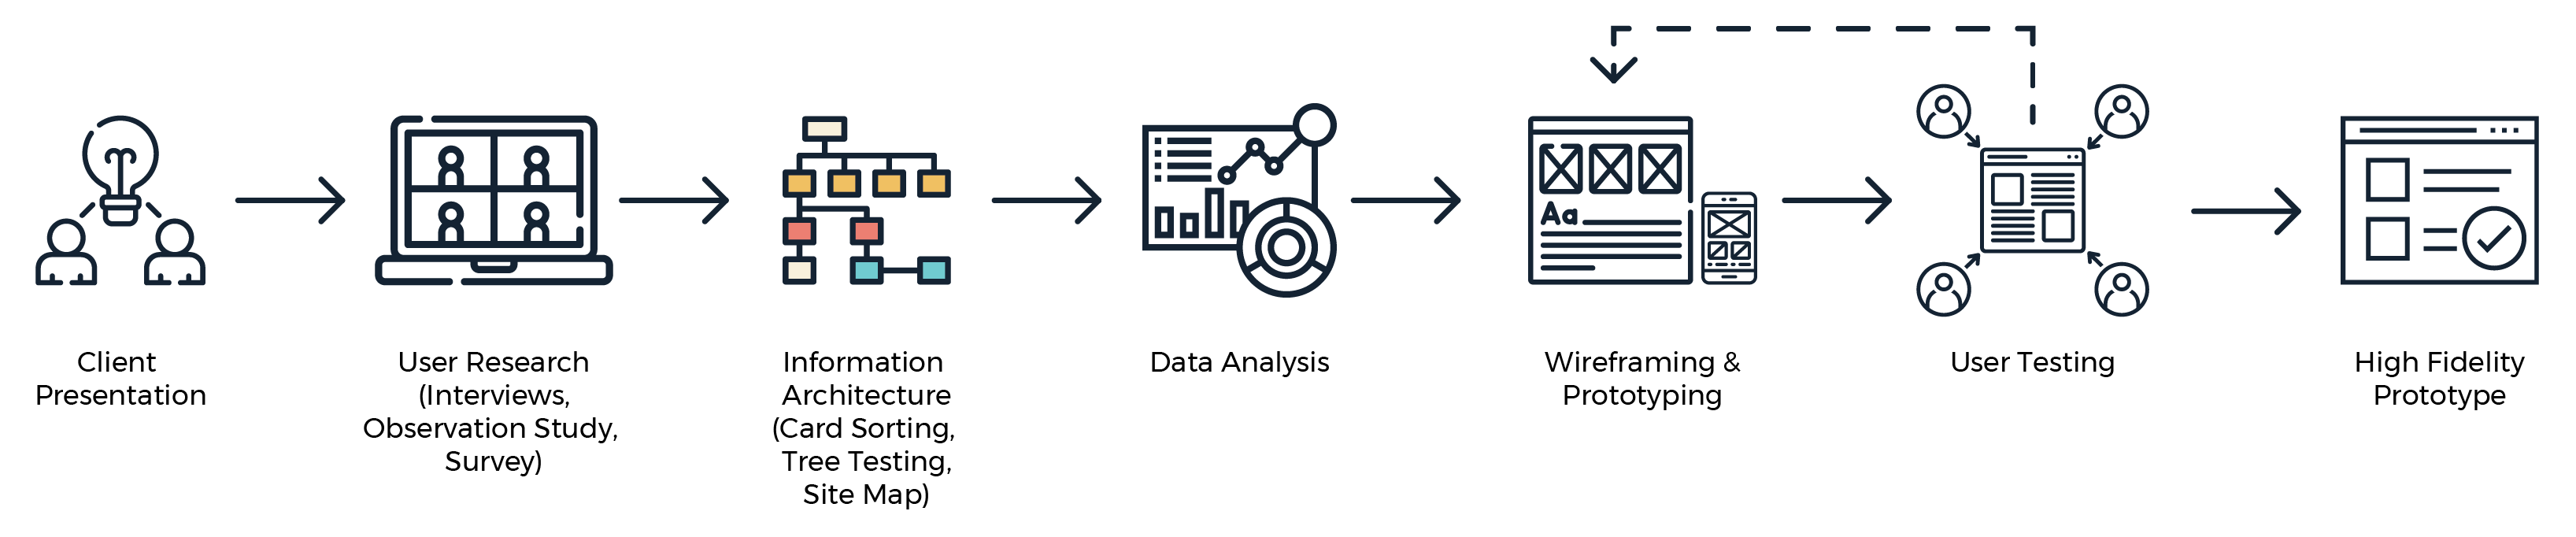 Client
Presentation
User Research
(Interviews,
Observation Study,
Survey)
Information
Architecture
(Card Sorting,
Tree Testing,
Site Map)
Data Analysis
Aa
Wireframing &
Prototyping
User Testing
High Fidelity
Prototype